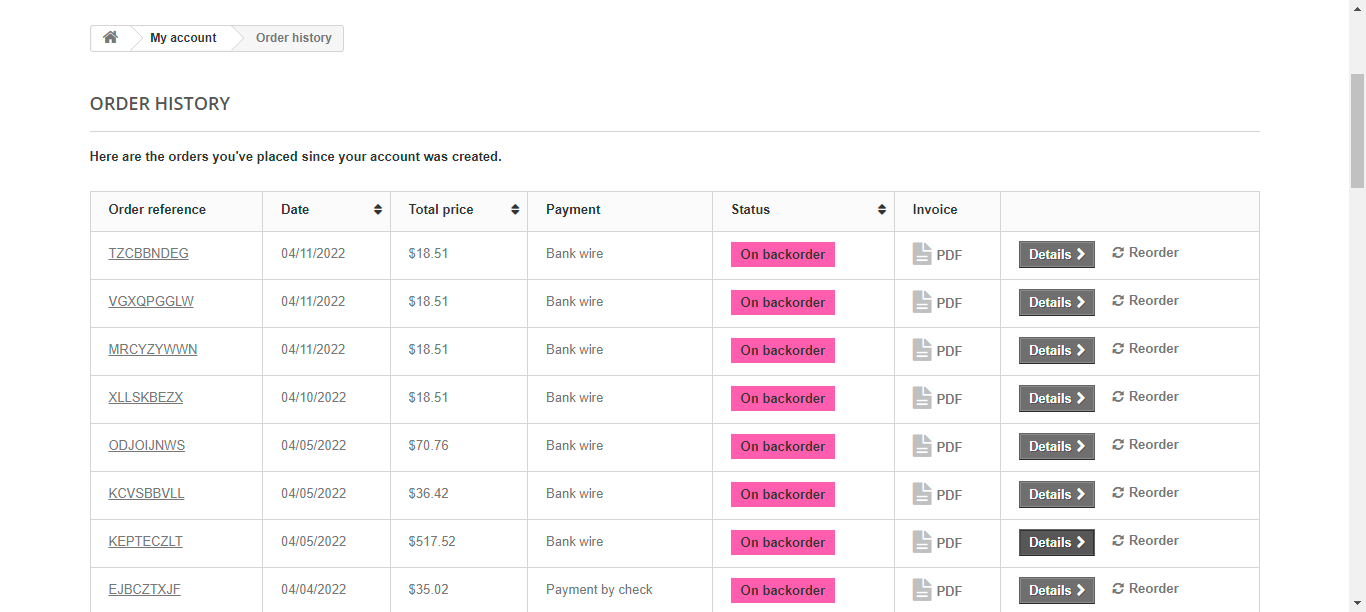 My account Order history
ORDER HISTORY
Here are the orders you've placed since your account was created.
Order reference Date Total price Payment Status Invoice
TZCBBNDEG 04/11/2022 $18.51 Bank wire On backorder PDF Details Reorder
VGXQPGGLW 04/11/2022 $18.51 Bank wire On backorder PDF Details Reorder
MRCYZYWWN 04/11/2022 $18.51 Bank wire On backorder PDF Details Reorder
XLLSKBEZX 04/10/2022 $18.51 Bank wire On backorder PDF Details Reorder
ODJOIJNWS 04/05/2022 $70.76 Bank wire On backorder PDF Details Reorder
KCVSBBVLL 04/05/2022 $36.42 Bank wire On backorder PDF Details Reorder
KEPTECZLT 04/05/2022 $517.52 Bank wire On backorder PDF Details Reorder
EJBCZTXJF 04/04/2022 $35.02 Payment by check On backorder PDF Details Reorder